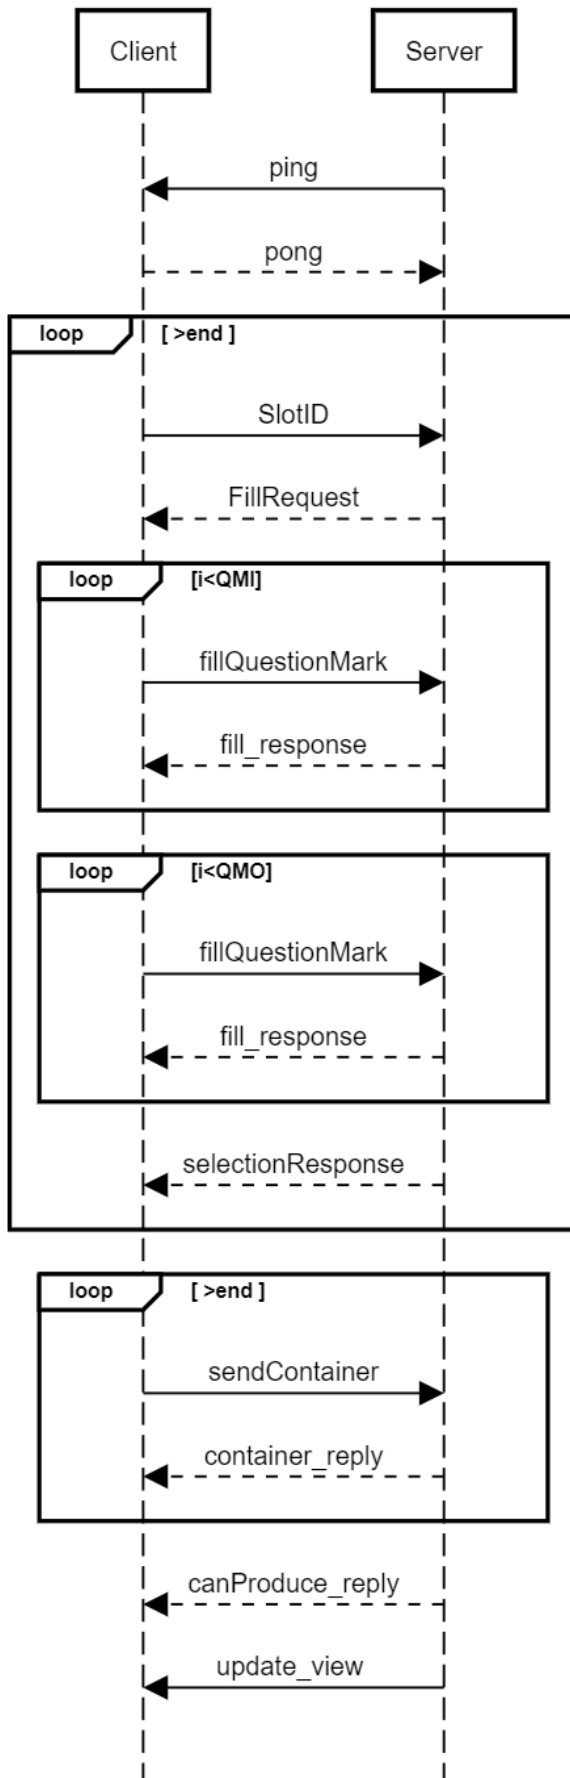 Client
Server
ping
pong
loop [ >end ]
SlotID
FillRequest
loop [i<QMI]
fillQuestionMark
fill_response
loop [i<QMO]
fillQuestionMark
fill_response
selectionResponse
loop [ >end ]
sendContainer
container_reply
canProduce_reply
update_view